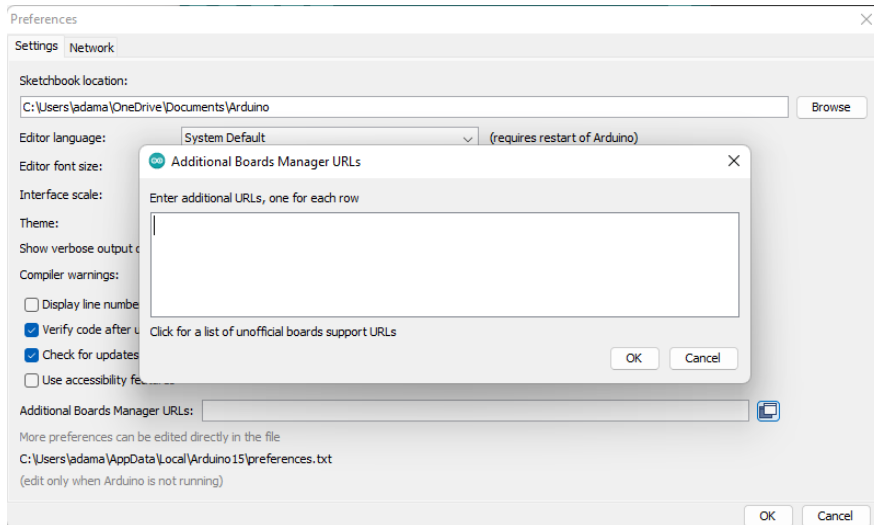 Preferences
Settings Network
Sketchbook location:
C:\Users\adama\OneDrive\Documents\Arduino Browse
Editor language: System Default (requires restart of Arduino)
Editor font size:
Additional Boards Manager URLs
Interface scale:
Enter additional URLs, one for each row
Theme:
Show verbose output
Compiler warnings:
Display line numbe
Verify code after u
Click for a list of unofficial boards support URLs
Check for updates
OK Cancel
Use accessibility
Additional Boards Manager URLs:
More preferences can be edited directly in the file
C:\Users\adama\AppData\Local\Arduino15\preferences.txt
(edit only when Arduino is not running)
OK Cancel